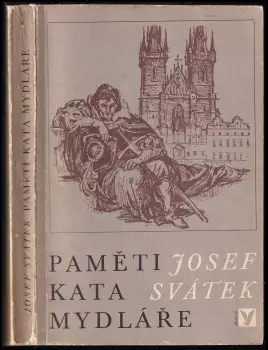 JOSEF SVÁTEK PAMĚTI KATA MYDLÁŘE
PAMĚTI JOSEF
KATA SVÁTEK
MYDLÁŘE